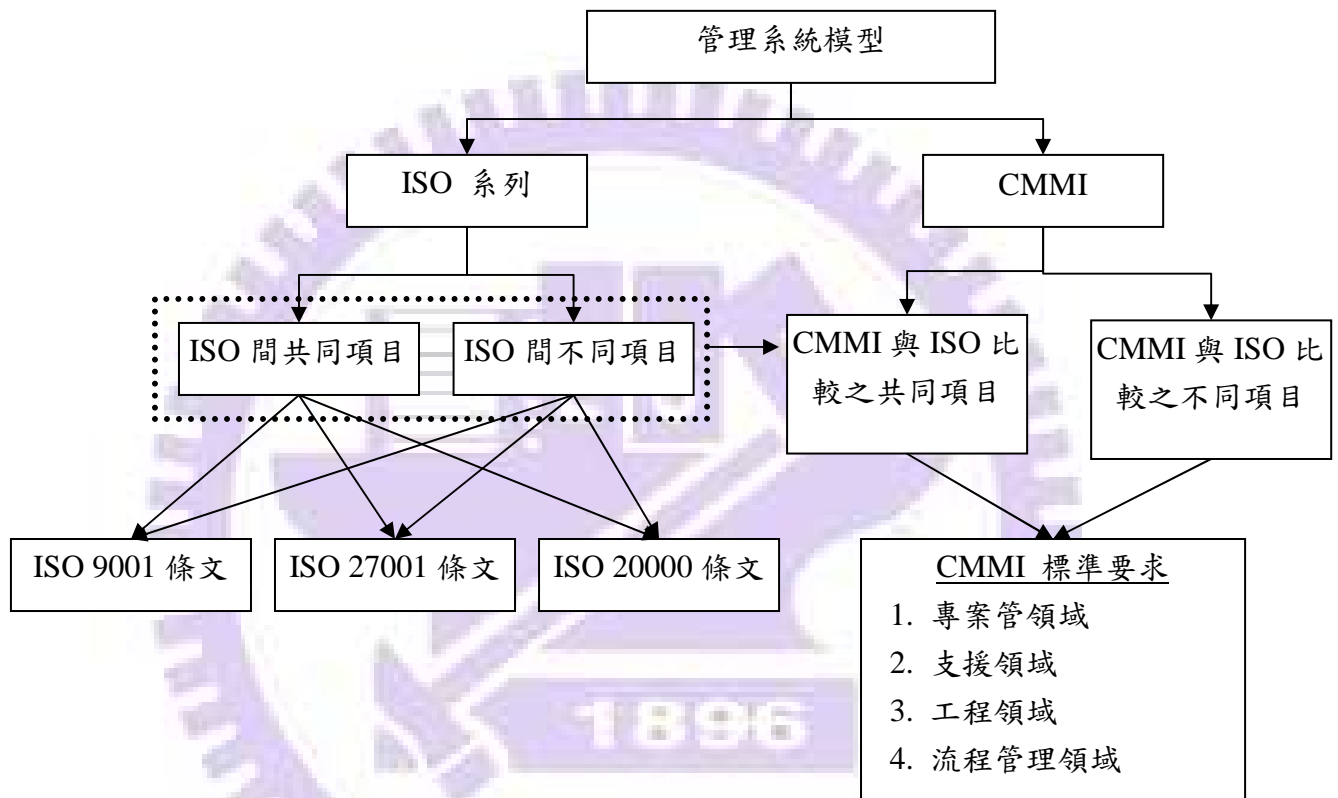 管理系統模型
ISO 系列
CMMI
ISO 間共同項目
ISO 間不同項目
CMMI 與 ISO 比
較之共同項目
CMMI 與 ISO 比
較之不同項目
ISO 9001 條文
ISO 27001 條文
ISO 20000 條文
CMMI 標準要求
1. 專案管領域
2. 支援領域
3. 工程領域
4. 流程管理領域
1896